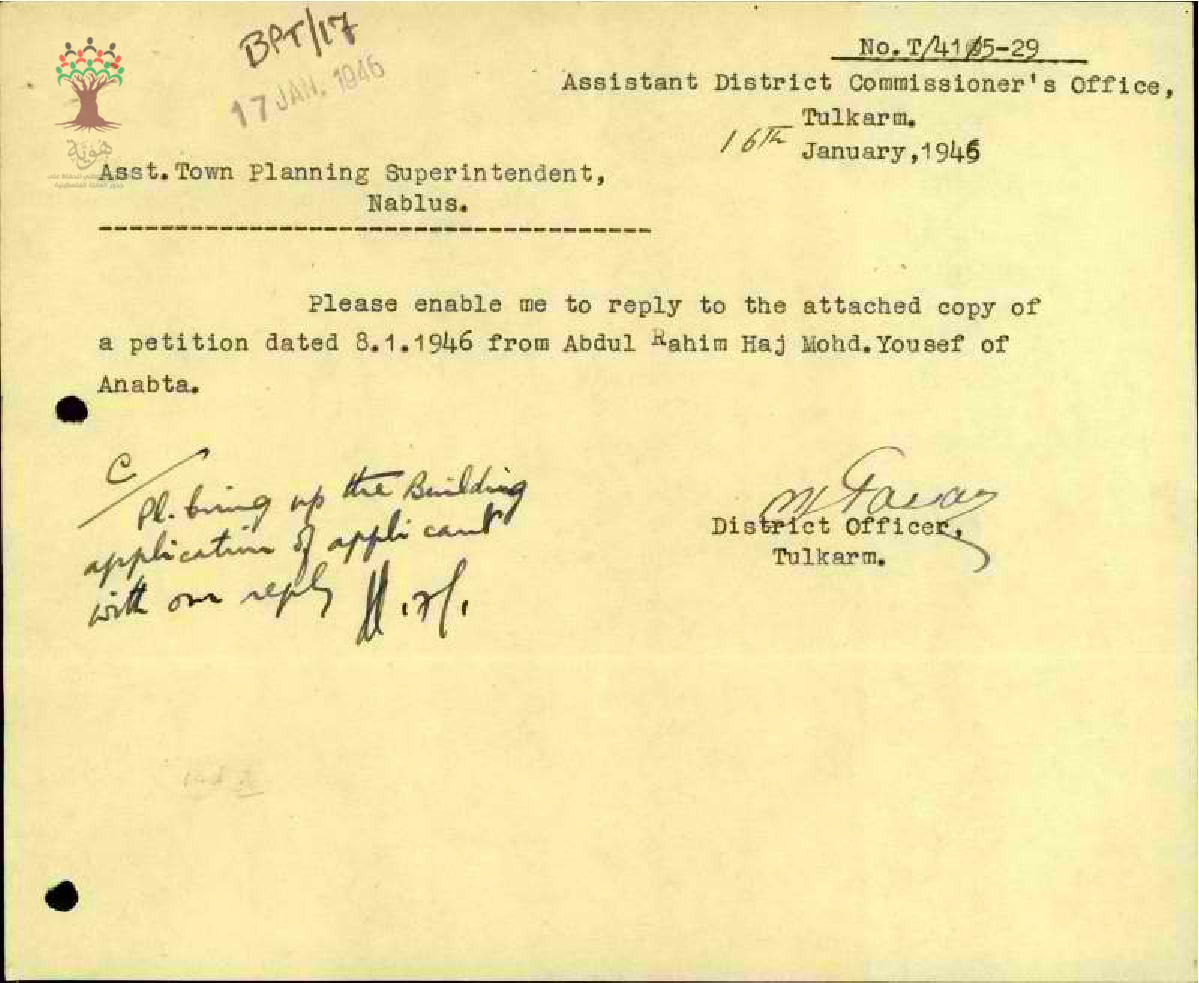 BPT/17
17 JAN. 1946
No.T/4105-29
Assistant District Commissioner's Office,
Tulkarm.
16th January,1946
هوية
Asst.Town Planning Superintendent,
Nablus.
Please enable me to reply to the attached copy of
a petition dated 8.1.1946 from Abdul Rahim Haj Mohd.Yousef of
Anabta.
C/
Pl. bring up the Building
application of applicant
with our reply
District Officer,
Tulkarm.